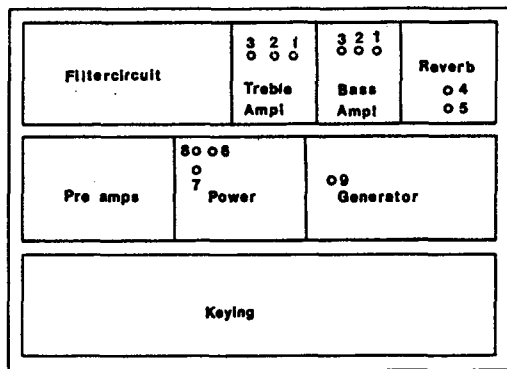 3 2 1
3 2 1
Filtercircuit
Treble
Ampl
Bass
Ampl
Reverb
4
5
Pre amps
8 6
7
Power
9
Generator
Keying